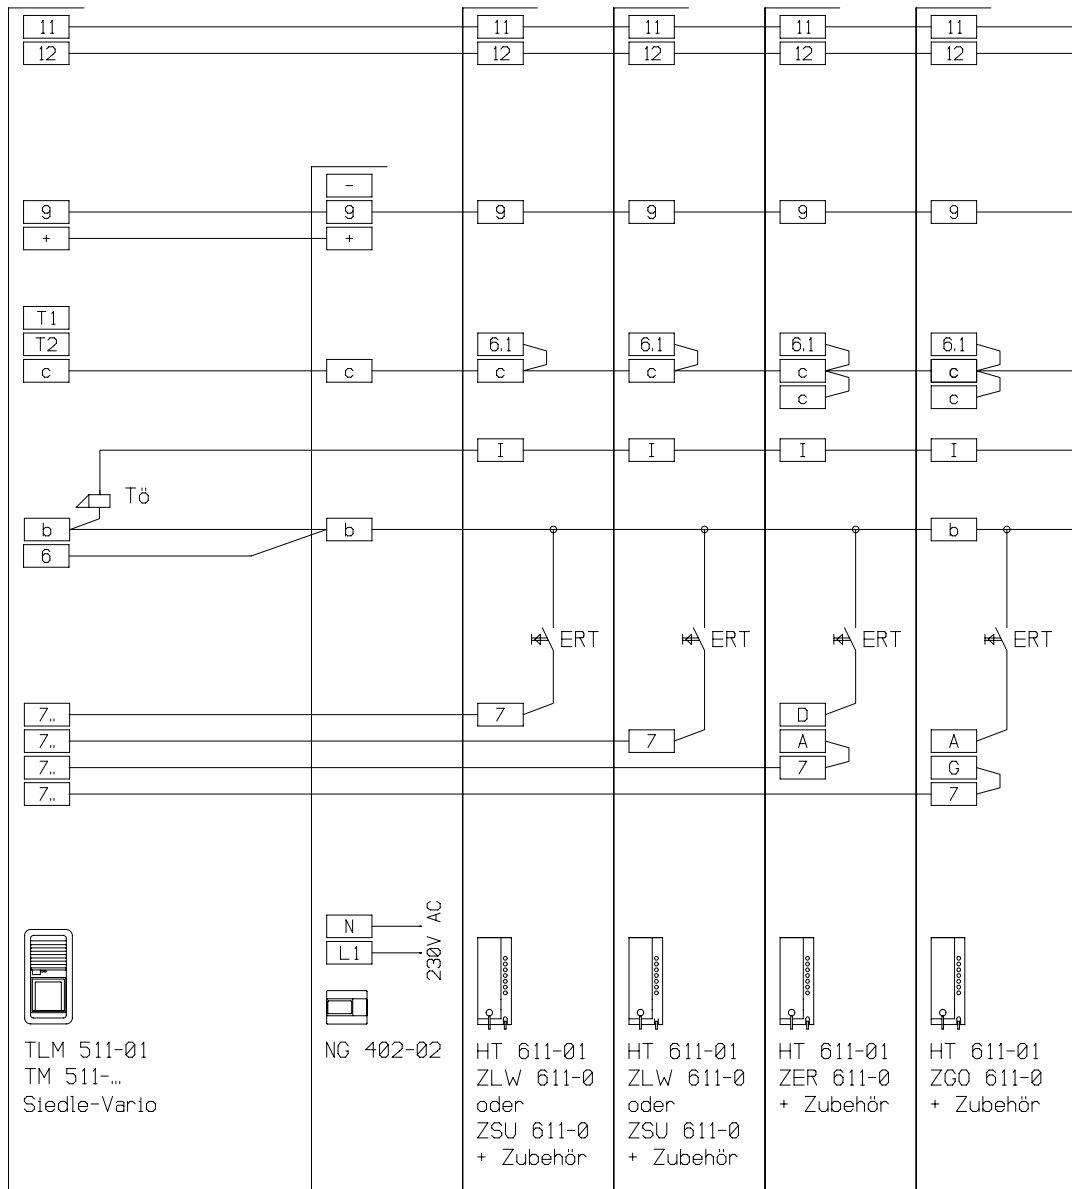 11 11 11 11 11
12 12 12 12 12
-
9 9 9 9 9 9
+ +
T1
T2 6.1 6.1 6.1 6.1
c c c c c c
c c
I I I I
Tö
b b b
6
ERT ERT ERT ERT
7.. 7 D
7.. 7 A A
7.. 7 G
7.. 7
N
L1
230V AC
TLM 511-01
TM 511-...
Siedle-Vario
NG 402-02
HT 611-01
ZLW 611-0
oder
ZSU 611-0
+ Zubehör
HT 611-01
ZLW 611-0
oder
ZSU 611-0
+ Zubehör
HT 611-01
ZER 611-0
+ Zubehör
HT 611-01
ZGO 611-0
+ Zubehör